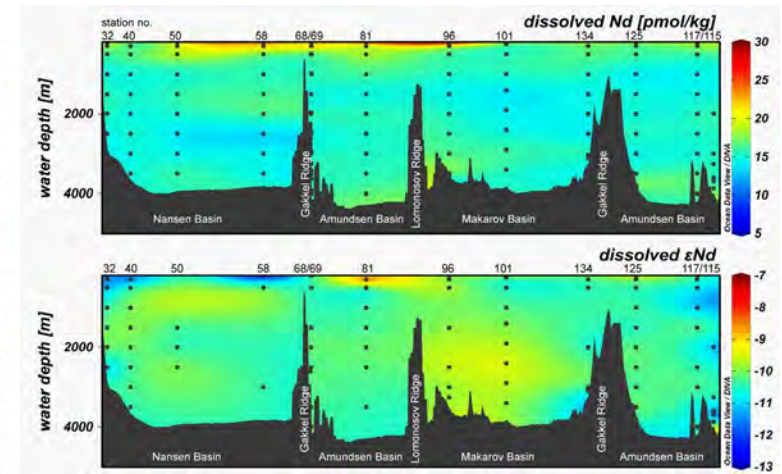 station no.
dissolved Nd [pmol/kg]
32 40 50 58 68/69 81 96 101 134 125 117/115
30
25
20
15
10
5
2000
4000
water depth [m]
Nansen Basin
Gakkel Ridge
Amundsen Basin
Lomonosov Ridge
Makarov Basin
Gakkel Ridge
Amundsen Basin
Ocean Data View / DIVA
dissolved εNd
32 40 50 58 68/69 81 96 101 134 125 117/115
-7
-8
-9
-10
-11
-12
-13
2000
4000
water depth [m]
Nansen Basin
Gakkel Ridge
Amundsen Basin
Lomonosov Ridge
Makarov Basin
Gakkel Ridge
Amundsen Basin
Ocean Data View / DIVA